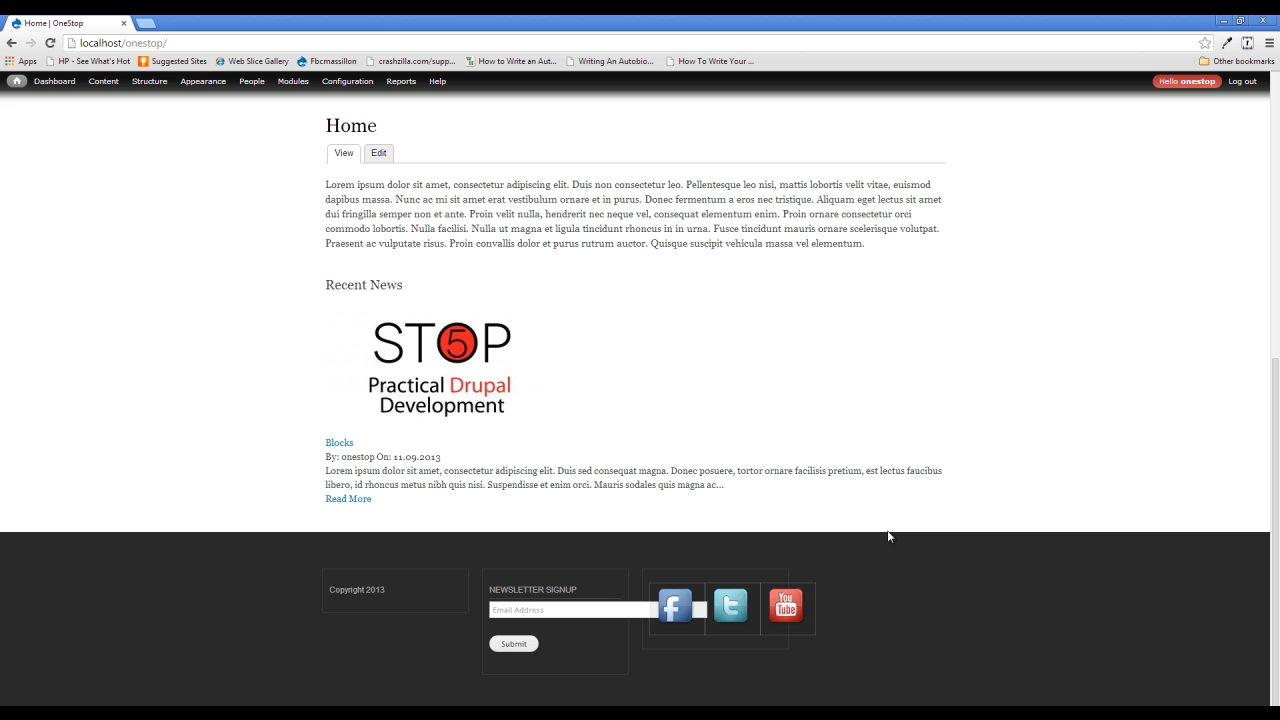 Home | OneStop
localhost/onestop/
Apps HP - See What's Hot Suggested Sites Web Slice Gallery Fbcmassillon crashzilla.com/supp... How to Write an Aut... Writing An Autobio... How To Write Your ... Other bookmarks
Dashboard Content Structure Appearance People Modules Configuration Reports Help Hello onestop Log out
Home
View Edit
Lorem ipsum dolor sit amet, consectetur adipiscing elit. Duis non consectetur leo. Pellentesque leo nisi, mattis lobortis velit vitae, euismod
dapibus massa. Nunc ac mi sit amet erat vestibulum ornare et in purus. Donec fermentum a eros nec tristique. Aliquam eget lectus sit amet
dui fringilla semper non et ante. Proin velit nulla, hendrerit nec neque vel, consequat elementum enim. Proin ornare consectetur orci
commodo lobortis. Nulla facilisi. Nulla ut magna et ligula tincidunt rhoncus in in urna. Fusce tincidunt mauris ornare scelerisque volutpat.
Praesent ac vulputate risus. Proin convallis dolor et purus rutrum auctor. Quisque suscipit vehicula massa vel elementum.
Recent News
ST5P
Practical Drupal
Development
Blocks
By: onestop On: 11.09.2013
Lorem ipsum dolor sit amet, consectetur adipiscing elit. Duis sed consequat magna. Donec posuere, tortor ornare facilisis pretium, est lectus faucibus
libero, id rhoncus metus nibh quis nisi. Suspendisse et enim orci. Mauris sodales quis magna ac...
Read More
Copyright 2013
NEWSLETTER SIGNUP
Email Address
Submit
f t You Tube